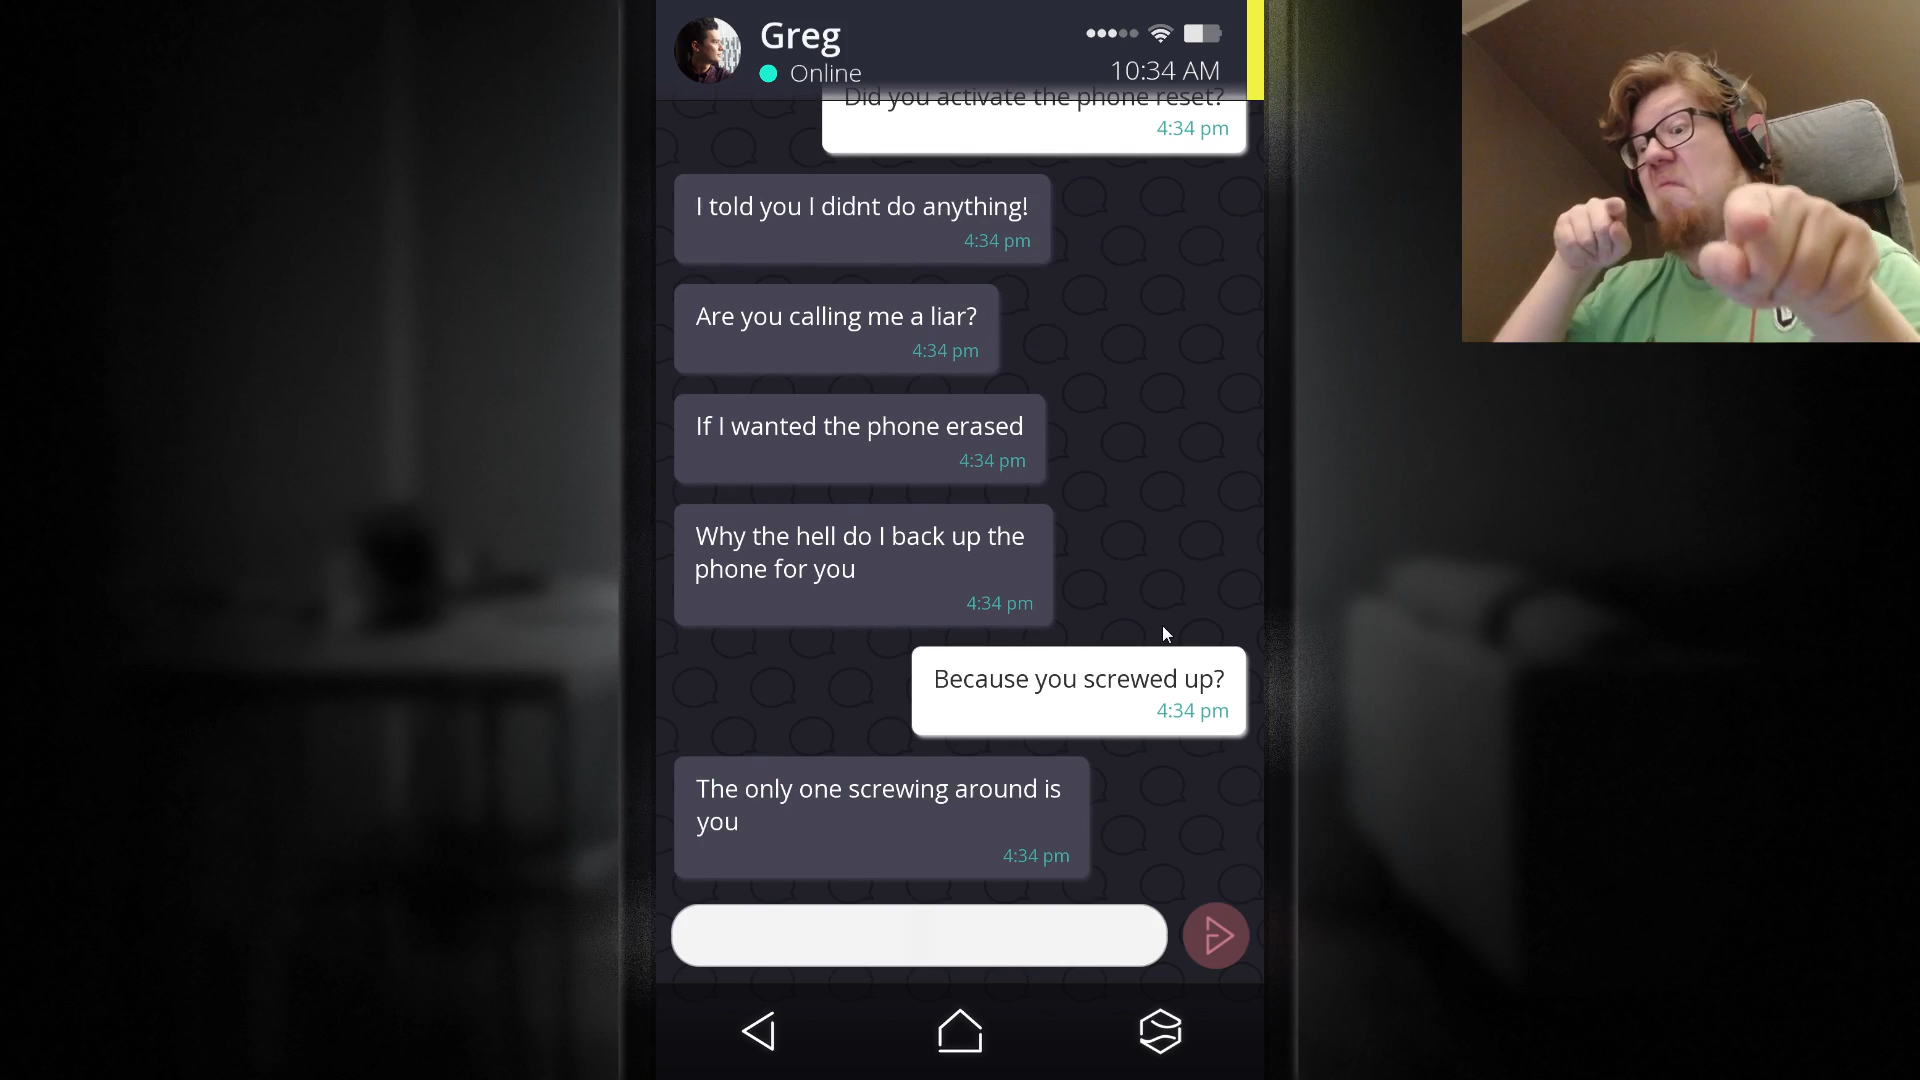 Greg
Online
10:34 AM
Did you activate the phone reset?
4:34 pm
I told you I didnt do anything!
4:34 pm
Are you calling me a liar?
4:34 pm
If I wanted the phone erased
4:34 pm
Why the hell do I back up the
phone for you
4:34 pm
Because you screwed up?
4:34 pm
The only one screwing around is
you
4:34 pm